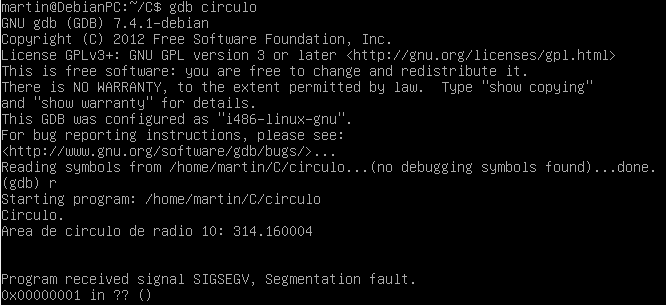 martin@DebianPC:~/C$ gdb circulo
GNU gdb (GDB) 7.4.1-debian
Copyright (C) 2012 Free Software Foundation, Inc.
License GPLv3+: GNU GPL version 3 or later <http://gnu.org/licenses/gpl.html>
This is free software: you are free to change and redistribute it.
There is NO WARRANTY, to the extent permitted by law.  Type "show copying"
and "show warranty" for details.
This GDB was configured as "i486-linux-gnu".
For bug reporting instructions, please see:
<http://www.gnu.org/software/gdb/bugs/>...
Reading symbols from /home/martin/C/circulo...(no debugging symbols found)...done.
(gdb) r
Starting program: /home/martin/C/circulo
Circulo.
Area de circulo de radio 10: 314.160004
Program received signal SIGSEGV, Segmentation fault.
0x00000001 in ?? ()